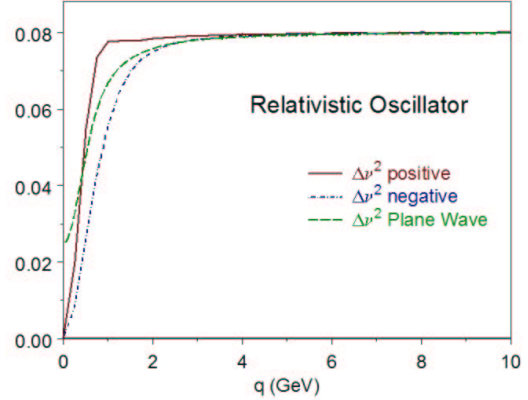 0.08
0.06
0.04
0.02
0.00
Relativistic Oscillator
Δν² positive
Δν² negative
Δν² Plane Wave
0 2 4 6 8 10
q (GeV)